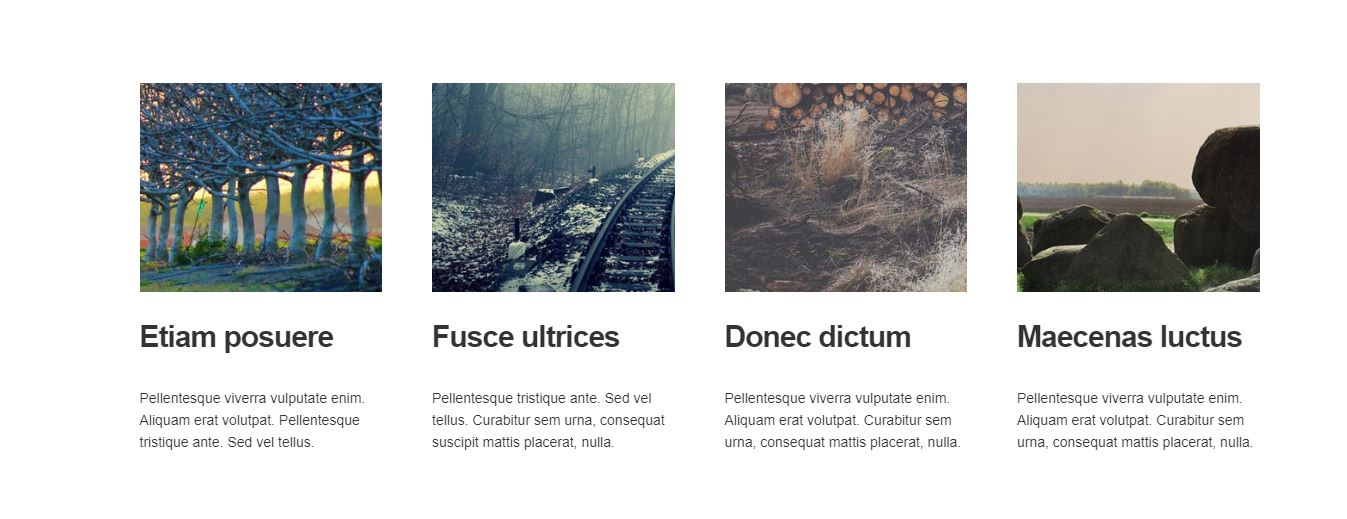 Etiam posuere
Pellentesque viverra vulputate enim.
Aliquam erat volutpat. Pellentesque
tristique ante. Sed vel tellus.
Fusce ultrices
Pellentesque tristique ante. Sed vel
tellus. Curabitur sem urna, consequat
suscipit mattis placerat, nulla.
Donec dictum
Pellentesque viverra vulputate enim.
Aliquam erat volutpat. Curabitur sem
urna, consequat mattis placerat, nulla.
Maecenas luctus
Pellentesque viverra vulputate enim.
Aliquam erat volutpat. Curabitur sem
urna, consequat mattis placerat, nulla.